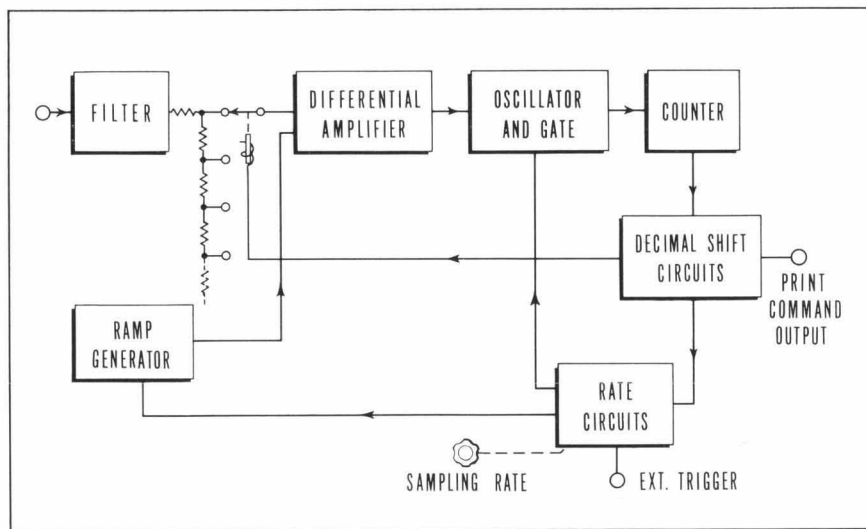 FILTER
DIFFERENTIAL
AMPLIFIER
OSCILLATOR
AND GATE
COUNTER
DECIMAL SHIFT
CIRCUITS
PRINT
COMMAND
OUTPUT
RAMP
GENERATOR
RATE
CIRCUITS
SAMPLING RATE
EXT. TRIGGER